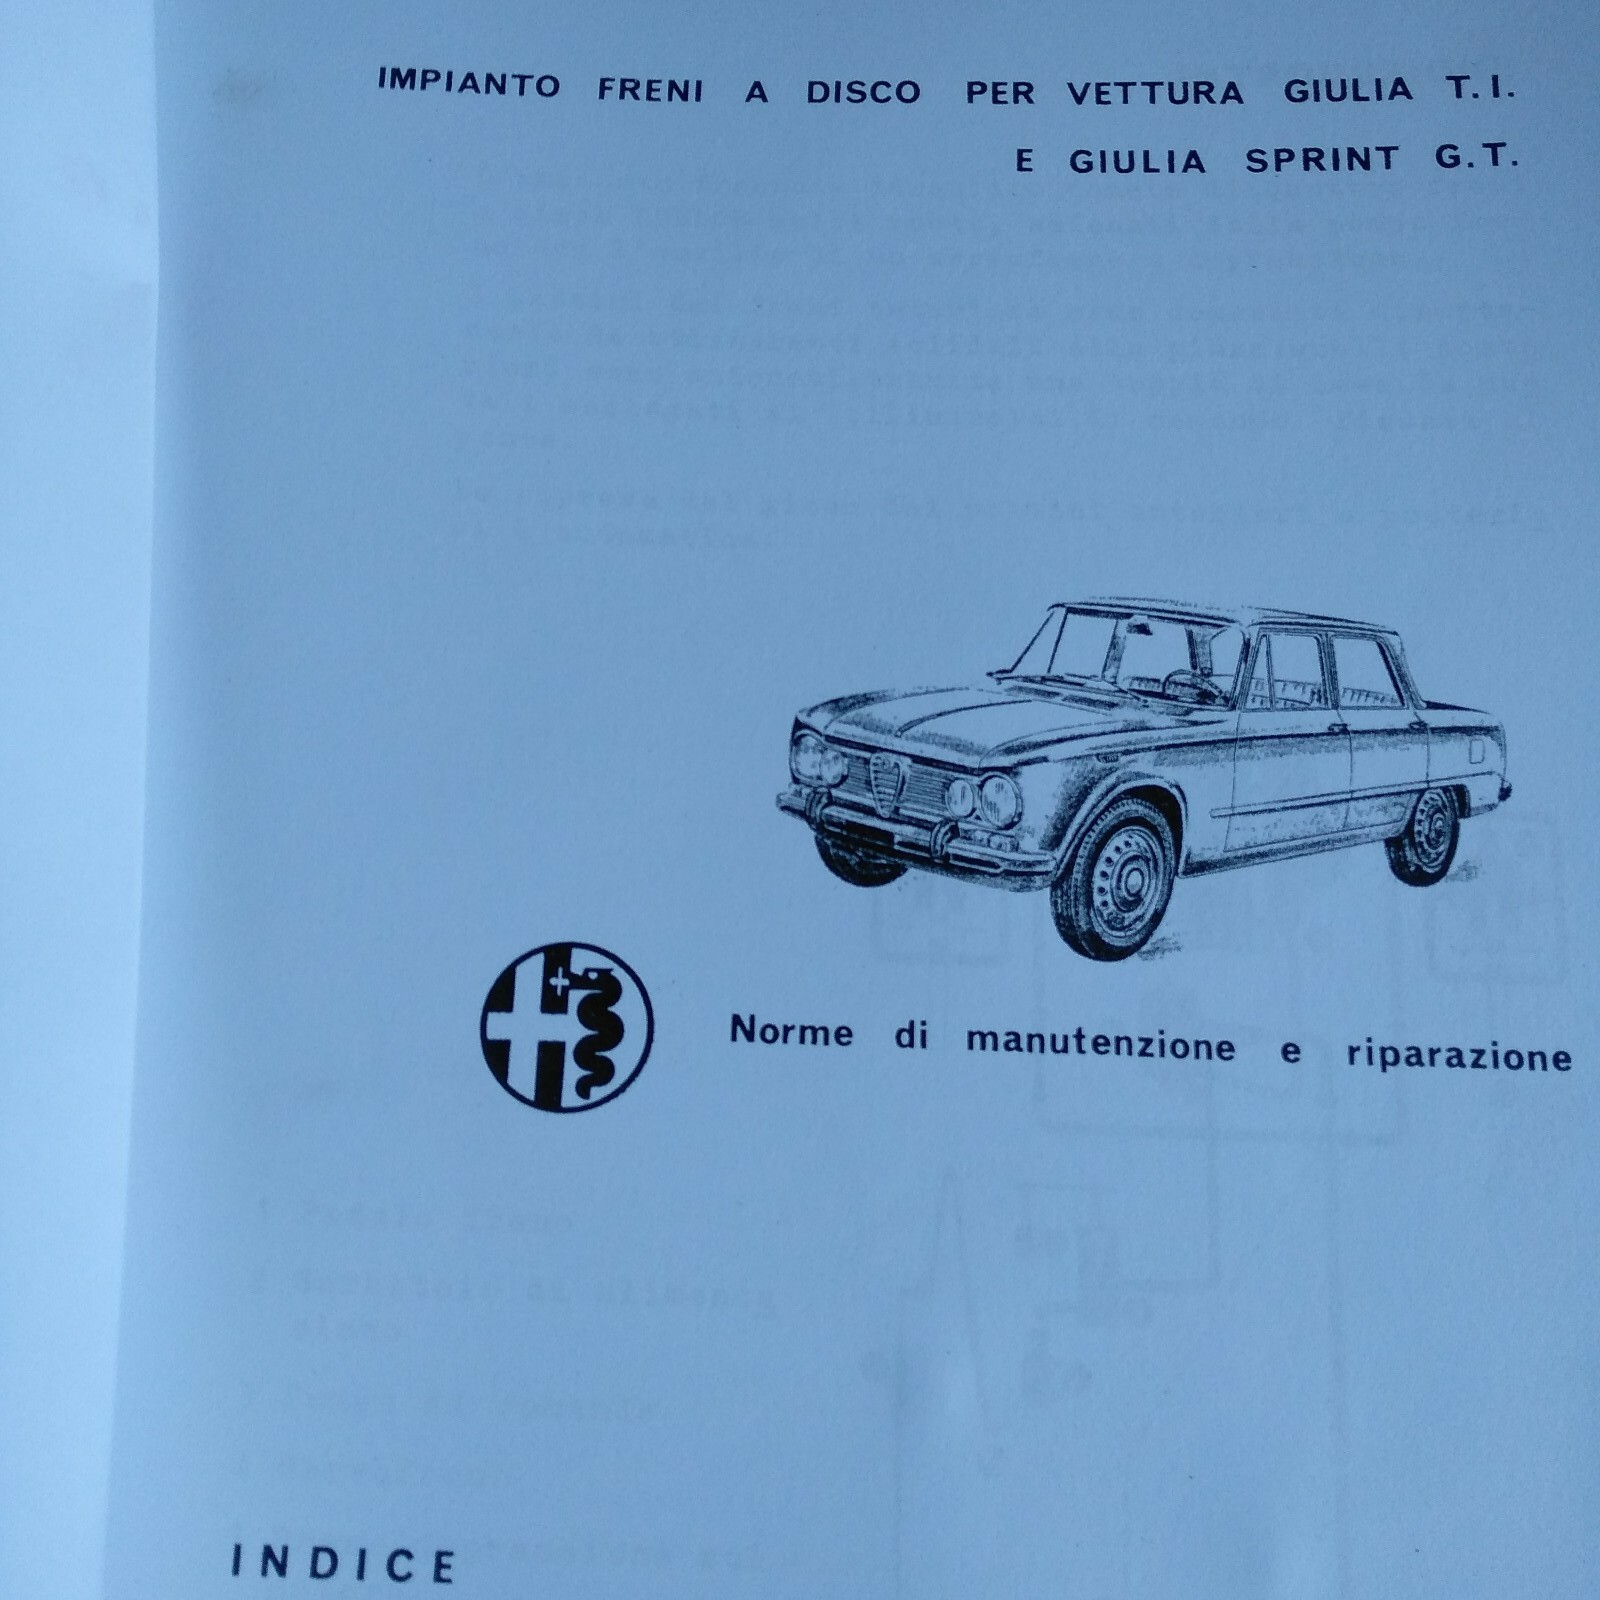 IMPIANTO FRENI A DISCO PER VETTURA GIULIA T.I.
E GIULIA SPRINT G.T.
Norme di manutenzione e riparazione
INDICE